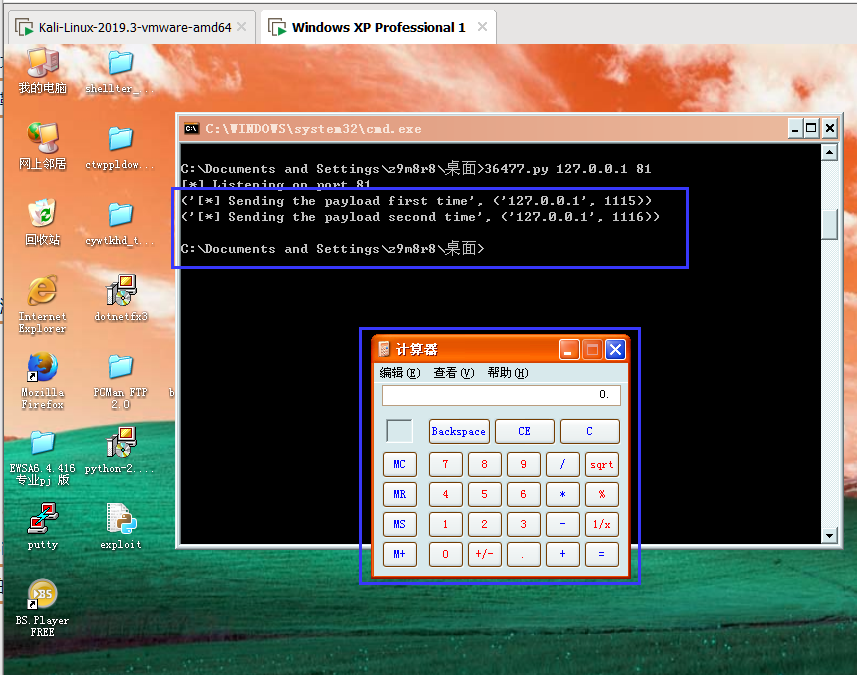 Kali-Linux-2019.3-vmware-amd64
Windows XP Professional 1
我的电脑
shellter_...
网上邻居
ctwppldow...
回收站
cywtkhd_t...
Internet
Explorer
dotnetfx3
Mozilla
Firefox
PGMan FTP
2.0
EWSA6 4.416
专业pj 版
python-2....
putty
exploit
BS.Player
FREE
C:\WINDOWS\system32\cmd.exe
C:\Documents and Settings\z9m8r8\桌面>36477.py 127.0.0.1 81
[*] Listening on port 81
('[*] Sending the payload first time', ('127.0.0.1', 1115))
('[*] Sending the payload second time', ('127.0.0.1', 1116))
C:\Documents and Settings\z9m8r8\桌面>
计算器
编辑(E) 查看(V) 帮助(H)
0.
Backspace CE C
MC 7 8 9 / sqrt
MR 4 5 6 * %
MS 1 2 3 - 1/x
M+ 0 +/- . + =